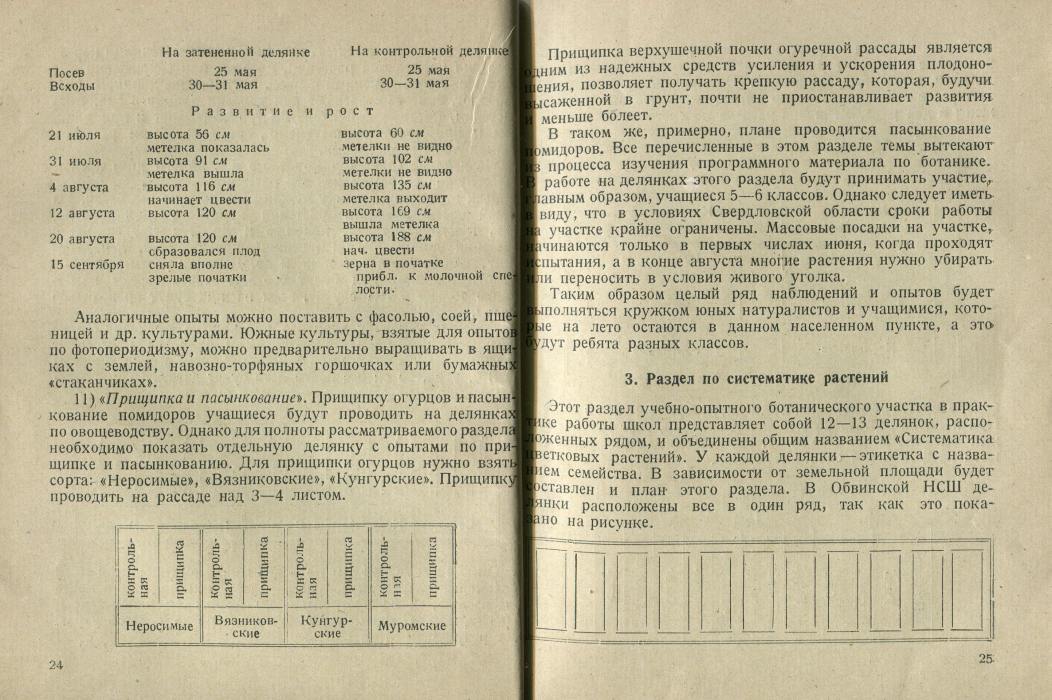 На затененной делянке На контрольной делянке
Посев 25 мая 25 мая
Всходы 30—31 мая 30—31 мая
Развитие и рост
21 июля высота 56 см высота 60 см
метелка показалась метелки не видно
31 июля высота 91 см высота 102 см
метелка вышла метелки не видно
4 августа высота 116 см высота 135 см
начинает цвести метелка выходит
12 августа высота 120 см высота 169 см
вышла метелка
20 августа высота 120 см высота 188 см
образовался плод нач. цвести
15 сентября сняла вполне зерна в початке
зрелые початки прибл. к молочной спе-
лости.
Аналогичные опыты можно поставить с фасолью, соей, пше-
ницей и др. культурами. Южные культуры, взятые для опытов
по фотопериодизму, можно предварительно выращивать в ящи-
ках с землей, навозно-торфяных горшочках или бумажных
«стаканчиках».
11) «Прищипка и пасынкование». Прищипку огурцов и пасын-
кование помидоров учащиеся будут проводить на делянках
по овощеводству. Однако для полноты рассматриваемого раздела
необходимо показать отдельную делянку с опытами по при-
щипке и пасынкованию. Для прищипки огурцов нужно взять
сорта: «Неросимые», «Вязниковские», «Кунгурские». Прищипку
проводить на рассаде над 3—4 листом.
контроль-
ная
прищипка
контроль-
ная
прищипка
контроль-
ная
прищипка
контроль-
ная
прищипка
Неросимые
Вязников-
ские
Кунгур-
ские
Муромские
24
Прищипка верхушечной почки огуречной рассады является
одним из надежных средств усиления и ускорения плодоно-
шения, позволяет получать крепкую рассаду, которая, будучи
высаженной в грунт, почти не приостанавливает развития
и меньше болеет.
В таком же, примерно, плане проводится пасынкование
помидоров. Все перечисленные в этом разделе темы вытекают
из процесса изучения программного материала по ботанике.
В работе на делянках этого раздела будут принимать участие,
главным образом, учащиеся 5—6 классов. Однако следует иметь
в виду, что в условиях Свердловской области сроки работы
на участке крайне ограничены. Массовые посадки на участке,
начинаются только в первых числах июня, когда проходят
испытания, а в конце августа многие растения нужно убирать
или переносить в условия живого уголка.
Таким образом целый ряд наблюдений и опытов будет
выполняться кружком юных натуралистов и учащимися, кото-
рые на лето остаются в данном населенном пункте, а это
будут ребята разных классов.
3. Раздел по систематике растений
Этот раздел учебно-опытного ботанического участка в прак-
тике работы школ представляет собой 12—13 делянок, распо-
ложенных рядом, и объединены общим названием «Систематика
цветковых растений». У каждой делянки — этикетка с назва-
нием семейства. В зависимости от земельной площади будет
составлен и план этого раздела. В Обвинской НСШ де-
лянки расположены все в один ряд, так как это пока-
зано на рисунке.
25